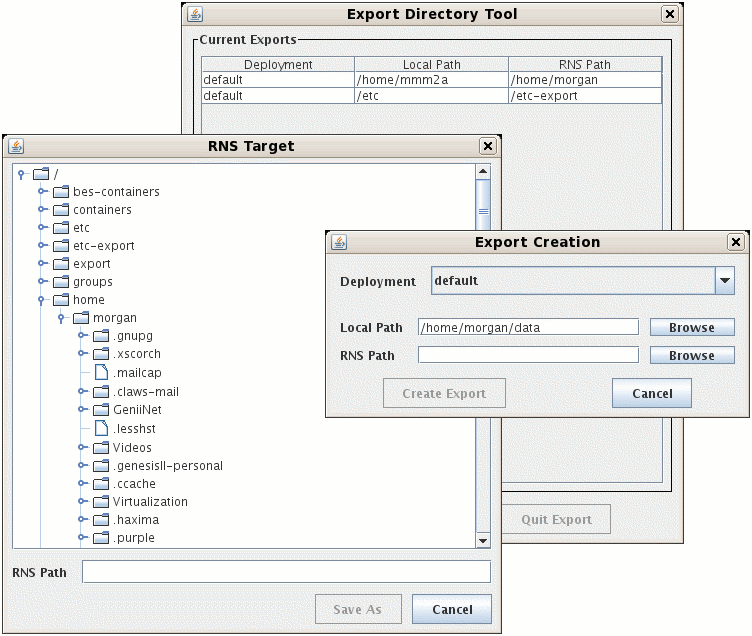 Export Directory Tool
Current Exports
Deployment Local Path RNS Path
default /home/mmm2a /home/morgan
default /etc /etc-export
Quit Export
RNS Target
/
bes-containers
containers
etc
etc-export
export
groups
home
morgan
.gnupg
.xscorch
.mailcap
.claws-mail
GeniiNet
.lesshst
Videos
.genesisII-personal
.ccache
Virtualization
.haxima
.purple
RNS Path
Save As Cancel
Export Creation
Deployment default
Local Path /home/morgan/data Browse
RNS Path Browse
Create Export Cancel